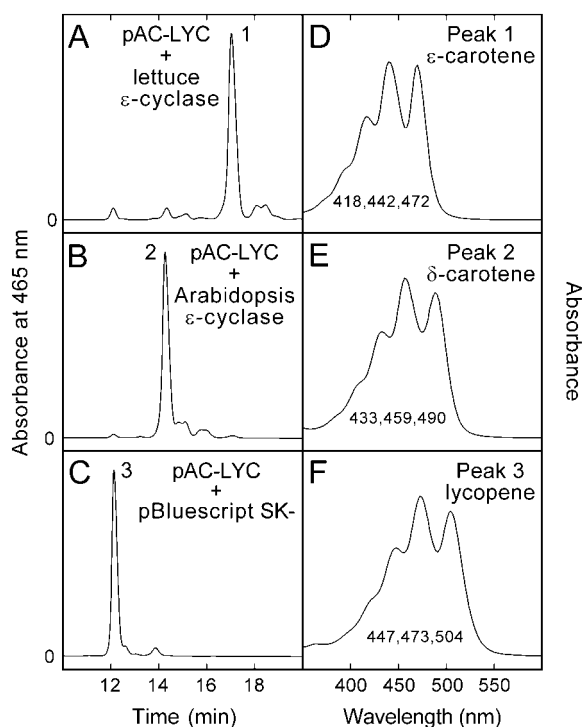 A
pAC-LYC
+
lettuce
ε-cyclase
1
0
B
2
pAC-LYC
+
Arabidopsis
ε-cyclase
0
C
3
pAC-LYC
+
pBluescript SK-
0
12 14 16 18
Time (min)
Absorbance at 465 nm
D
Peak 1
ε-carotene
418,442,472
E
Peak 2
δ-carotene
433,459,490
F
Peak 3
lycopene
447,473,504
400 450 500 550
Wavelength (nm)
Absorbance